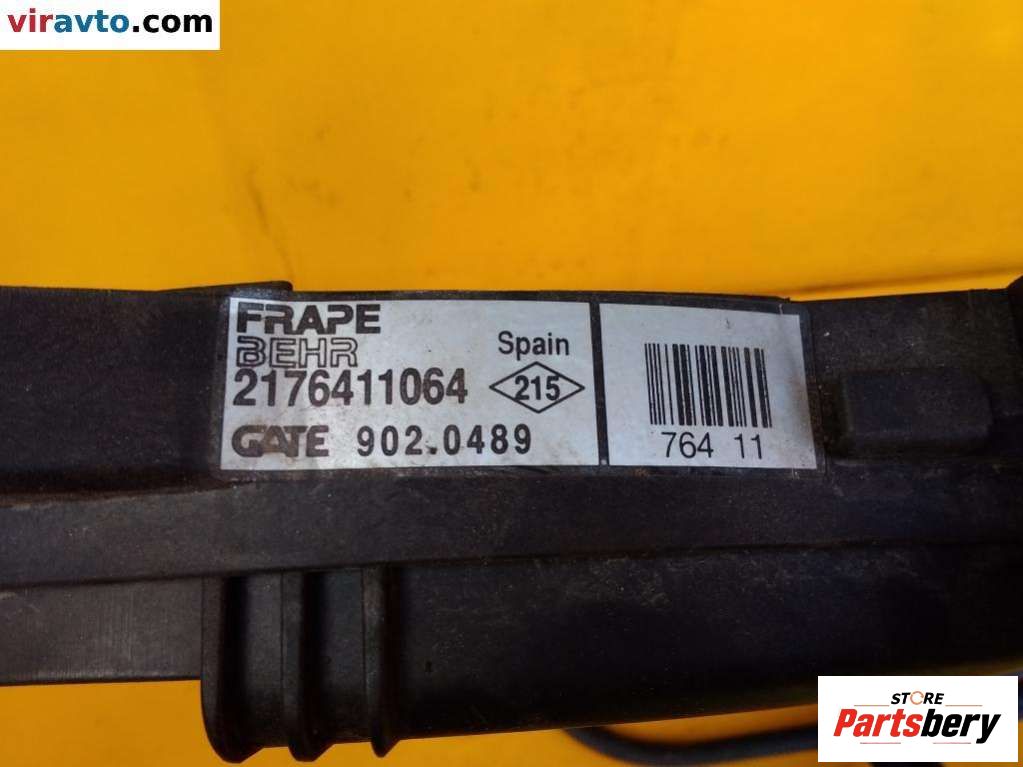 viravto.com
FRAPE
BEHR
Spain
2176411064
215
GATE 902.0489
764 11
STORE
Partsbery